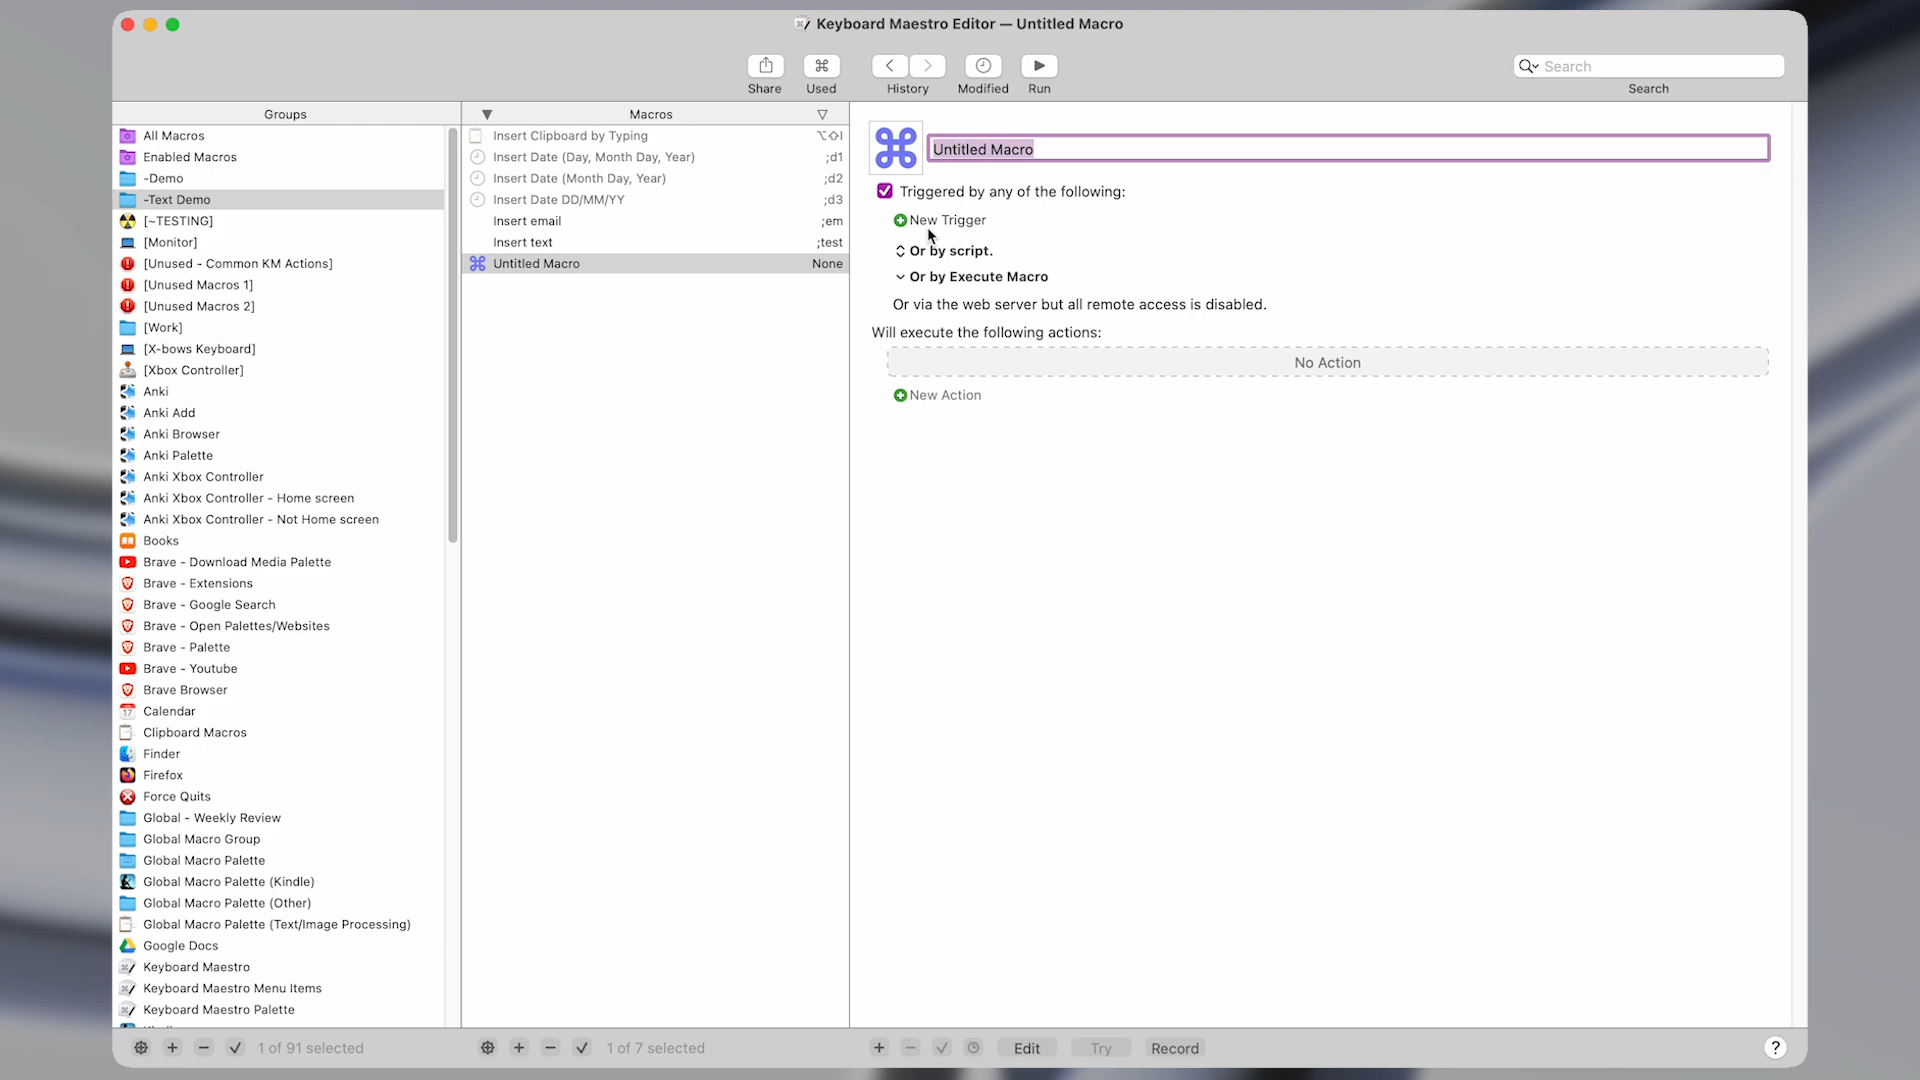 Keyboard Maestro Editor — Untitled Macro
Share
Used
History
Modified
Run
Search
Search
Groups
All Macros
Enabled Macros
-Demo
-Text Demo
[~TESTING]
[Monitor]
[Unused - Common KM Actions]
[Unused Macros 1]
[Unused Macros 2]
[Work]
[X-bows Keyboard]
[Xbox Controller]
Anki
Anki Add
Anki Browser
Anki Palette
Anki Xbox Controller
Anki Xbox Controller - Home screen
Anki Xbox Controller - Not Home screen
Books
Brave - Download Media Palette
Brave - Extensions
Brave - Google Search
Brave - Open Palettes/Websites
Brave - Palette
Brave - Youtube
Brave Browser
Calendar
Clipboard Macros
Finder
Firefox
Force Quits
Global - Weekly Review
Global Macro Group
Global Macro Palette
Global Macro Palette (Kindle)
Global Macro Palette (Other)
Global Macro Palette (Text/Image Processing)
Google Docs
Keyboard Maestro
Keyboard Maestro Menu Items
Keyboard Maestro Palette
1 of 91 selected
Macros
Insert Clipboard by Typing ⌥⇧I
Insert Date (Day, Month Day, Year) ;d1
Insert Date (Month Day, Year) ;d2
Insert Date DD/MM/YY ;d3
Insert email ;em
Insert text ;test
Untitled Macro None
1 of 7 selected
Untitled Macro
Triggered by any of the following:
New Trigger
Or by script.
Or by Execute Macro
Or via the web server but all remote access is disabled.
Will execute the following actions:
No Action
New Action
Edit
Try
Record
?